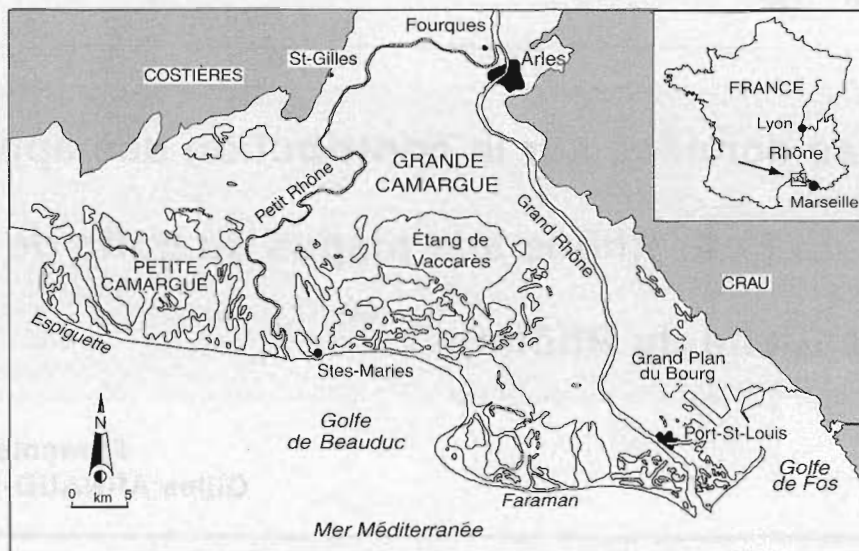 Fourques
St-Gilles
Arles
COSTIÈRES
FRANCE
Lyon
Rhône
Marseille
GRANDE
CAMARGUE
Petit Rhône
Grand Rhône
Étang de
Vaccarès
PETITE
CAMARGUE
CRAU
Espiguette
Stes-Maries
Grand Plan
du Bourg
N
0 km 5
Golfe
de Beauduc
Port-St-Louis
Golfe
de Fos
Faraman
Mer Méditerranée